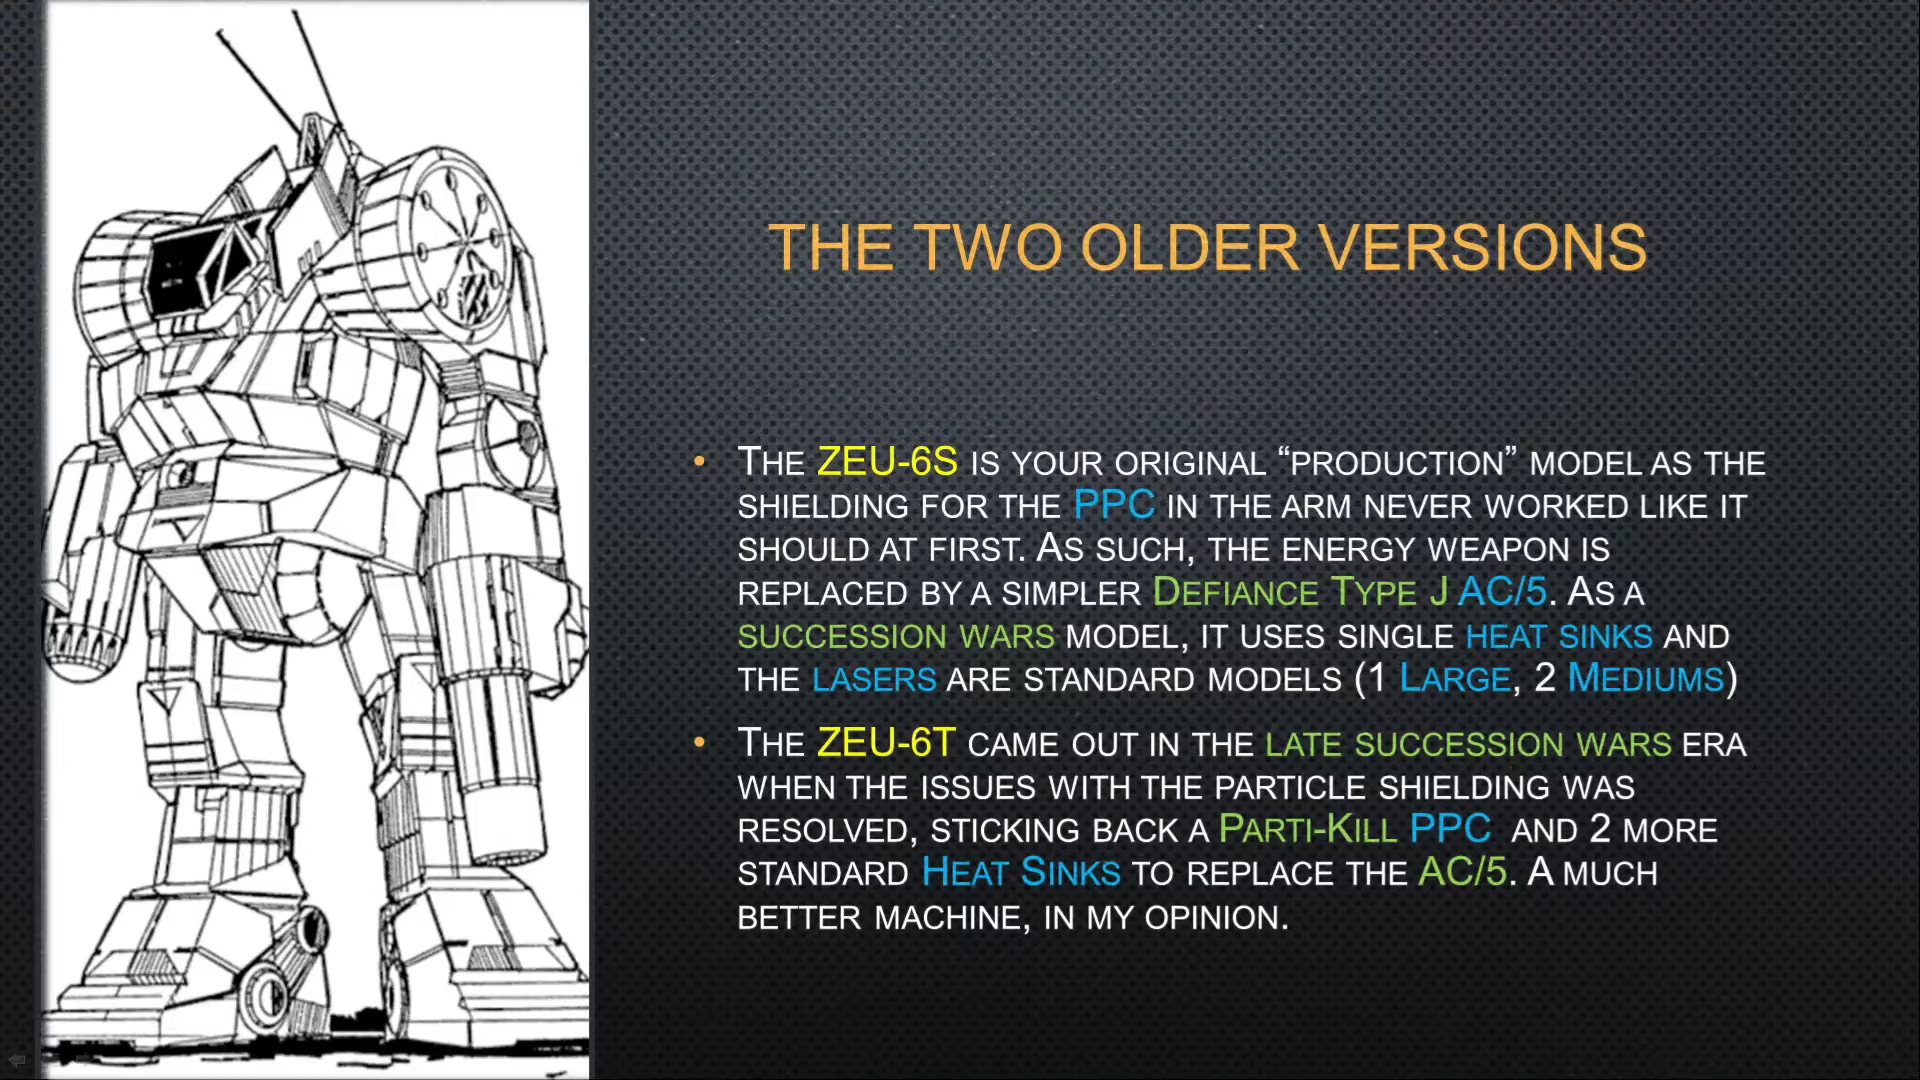 THE TWO OLDER VERSIONS
• THE ZEU-6S IS YOUR ORIGINAL “PRODUCTION” MODEL AS THE
SHIELDING FOR THE PPC IN THE ARM NEVER WORKED LIKE IT
SHOULD AT FIRST. AS SUCH, THE ENERGY WEAPON IS
REPLACED BY A SIMPLER DEFIANCE TYPE J AC/5. AS A
SUCCESSION WARS MODEL, IT USES SINGLE HEAT SINKS AND
THE LASERS ARE STANDARD MODELS (1 LARGE, 2 MEDIUMS)
• THE ZEU-6T CAME OUT IN THE LATE SUCCESSION WARS ERA
WHEN THE ISSUES WITH THE PARTICLE SHIELDING WAS
RESOLVED, STICKING BACK A PARTI-KILL PPC AND 2 MORE
STANDARD HEAT SINKS TO REPLACE THE AC/5. A MUCH
BETTER MACHINE, IN MY OPINION.